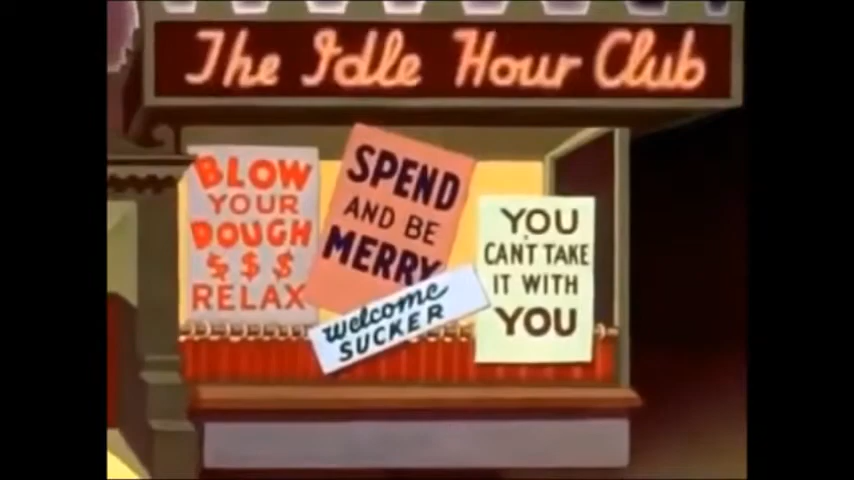 The Idle Hour Club
BLOW
YOUR
DOUGH
$ $ $
RELAX
SPEND
AND BE
MERRY
welcome
SUCKER
YOU
CAN'T TAKE
IT WITH
YOU